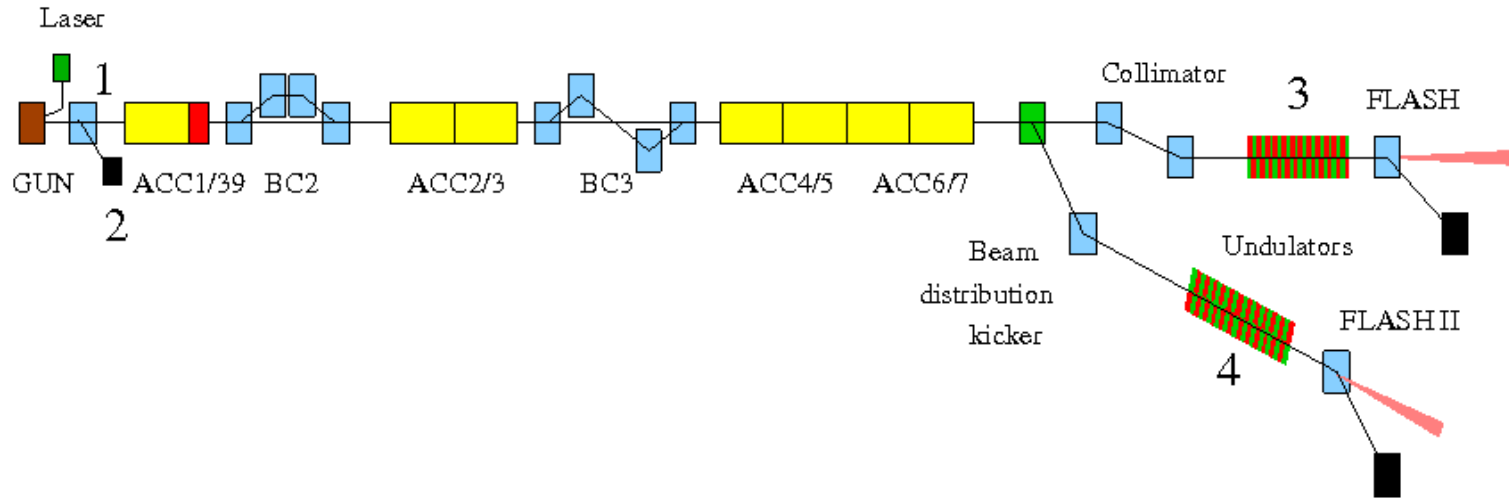 Laser
1
Collimator
3
FLASH
GUN
ACC1/39
BC2
ACC2/3
BC3
ACC4/5
ACC6/7
2
Beam
distribution
kicker
Undulators
FLASH II
4